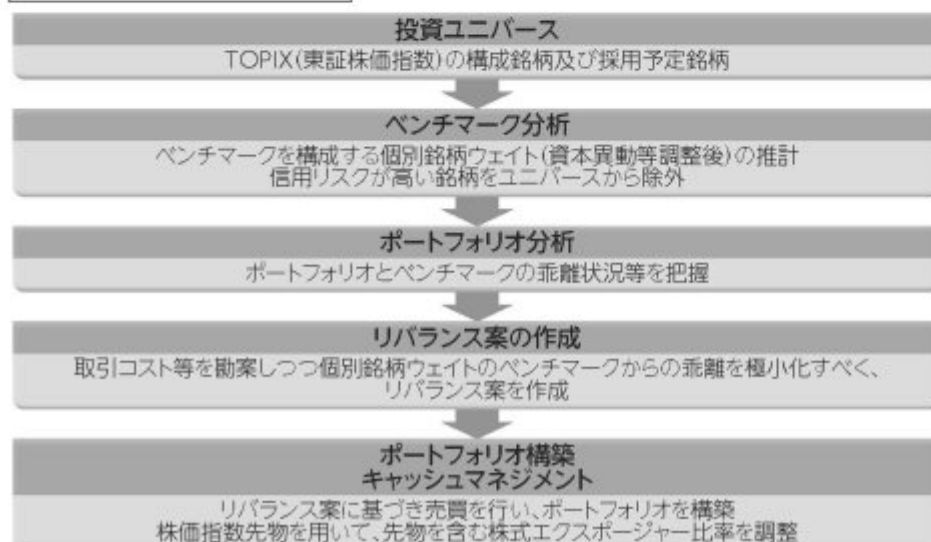 投資ユニバース
TOPIX(東証株価指数)の構成銘柄及び採用予定銘柄
ベンチマーク分析
ベンチマークを構成する個別銘柄ウェイト(資本異動等調整後)の推計
信用リスクが高い銘柄をユニバースから除外
ポートフォリオ分析
ポートフォリオとベンチマークの乖離状況等を把握
リバランス案の作成
取引コスト等を勘案しつつ個別銘柄ウェイトのベンチマークからの乖離を極小化すべく、
リバランス案を作成
ポートフォリオ構築
キャッシュマネジメント
リバランス案に基づき売買を行い、ポートフォリオを構築
株価指数先物を用いて、先物を含む株式エクスポージャー比率を調整